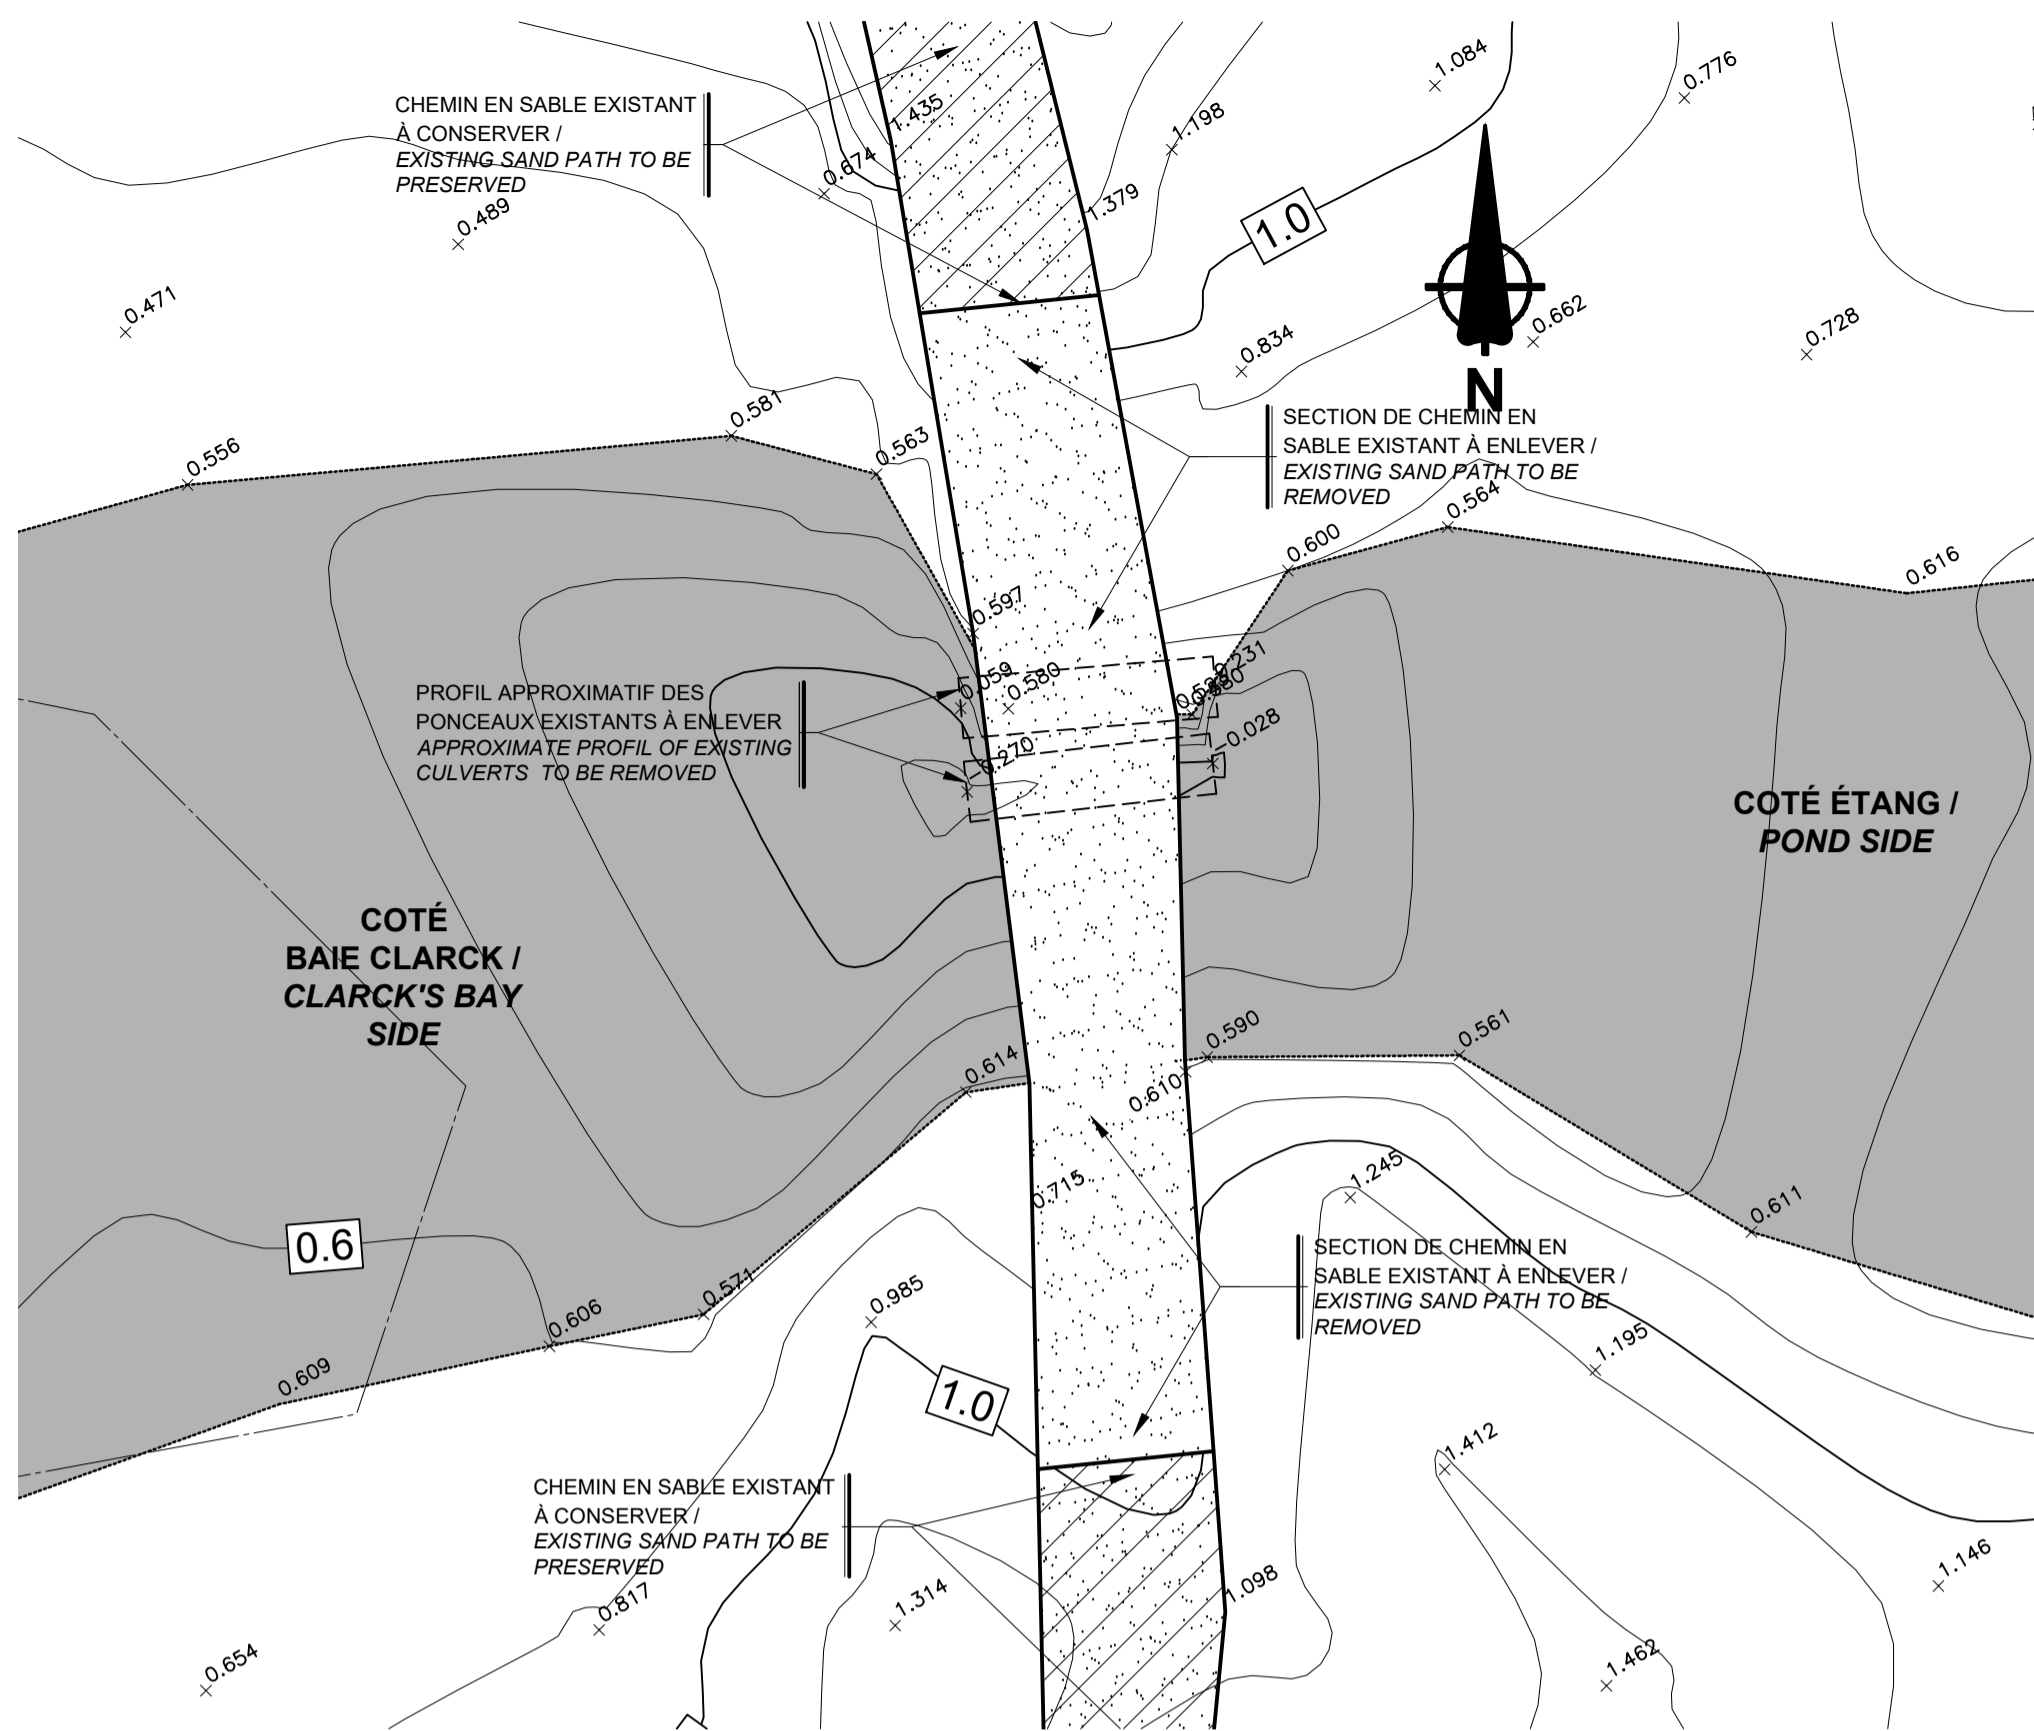 CHEMIN EN SABLE EXISTANT
À CONSERVER /
EXISTING SAND PATH TO BE
PRESERVED
1.435
0.674
1.198
1.379
1.084
0.776
1.0
0.489
0.471
0.834
0.662
0.728
N
0.556
0.581
0.563
SECTION DE CHEMIN EN
SABLE EXISTANT À ENLEVER /
EXISTING SAND PATH TO BE
REMOVED
0.564
0.600
0.616
0.597
0.059
0.580
PROFIL APPROXIMATIF DES
PONCEAUX EXISTANTS À ENLEVER
APPROXIMATE PROFIL OF EXISTING
CULVERTS TO BE REMOVED
-0.270
-0.028
COTÉ ÉTANG /
POND SIDE
COTÉ
BAIE CLARCK /
CLARCK'S BAY
SIDE
0.590
0.561
0.614
0.610
0.715
1.245
0.611
0.6
0.571
0.606
0.609
0.985
SECTION DE CHEMIN EN
SABLE EXISTANT À ENLEVER /
EXISTING SAND PATH TO BE
REMOVED
1.195
1.0
1.412
CHEMIN EN SABLE EXISTANT
À CONSERVER /
EXISTING SAND PATH TO BE
PRESERVED
0.817
1.314
1.098
1.146
0.654
1.462